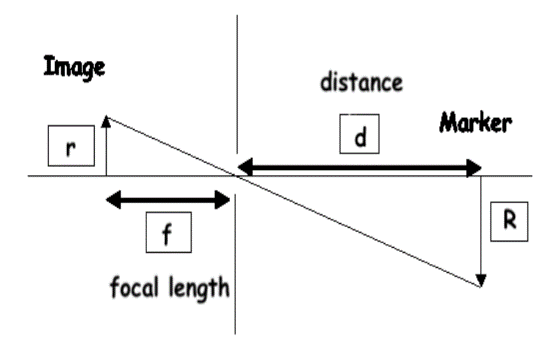 Image
distance
Marker
r
d
f
R
focal length